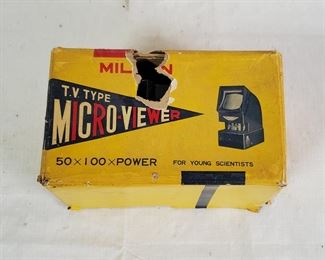 T.V TYPE
MICRO-VIEWER
50×100×POWER
FOR YOUNG SCIENTISTS